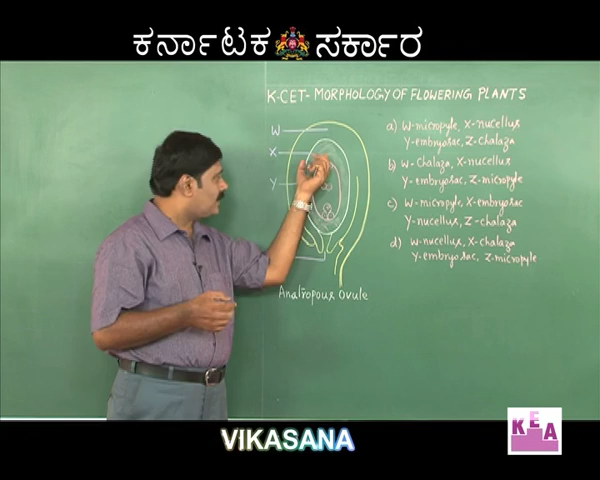 ಕರ್ನಾಟಕ ಸರ್ಕಾರ
K-CET- MORPHOLOGY OF FLOWERING PLANTS
W
X
Y
Anatropous Ovule
a) W-micropyle, X-nucellus
Y-embryosac, Z-chalaza
b) W-chalaza, X-nucellus
Y-embryosac, Z-micropyle
c) W-micropyle, X-embryosac
Y-nucellus, Z-chalaza
d) W-nucellus, X-chalaza
Y-embryosac, Z-micropyle
VIKASANA
KEA